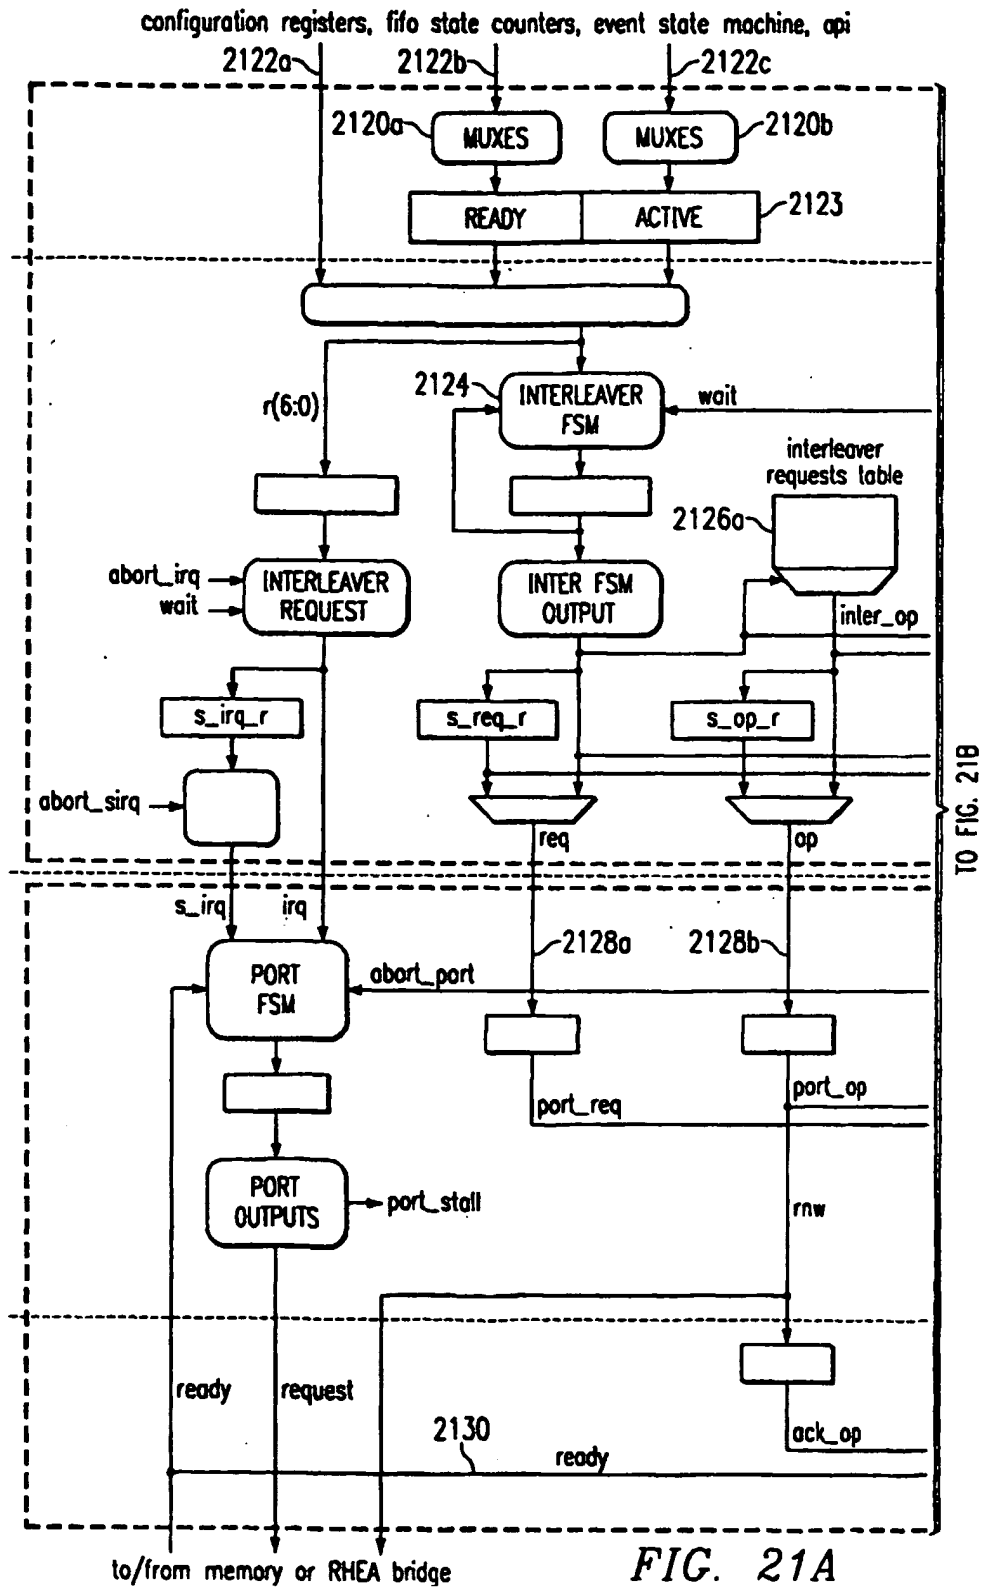 configuration registers, fifo state counters, event state machine, api
2122a
2122b
2122c
2120a
MUXES
MUXES
2120b
READY
ACTIVE
2123
2124
INTERLEAVER
FSM
wait
r(6:0)
interleaver
requests table
2126a
abort_irq
wait
INTERLEAVER
REQUEST
INTER FSM
OUTPUT
inter_op
s_irq_r
s_req_r
s_op_r
abort_sirq
req
op
TO FIG. 21B
s_irq
irq
2128a
2128b
PORT
FSM
abort_port
port_op
port_req
PORT
OUTPUTS
port_stall
rnw
ready
request
2130
ready
ack_op
to/from memory or RHEA bridge
FIG. 21A